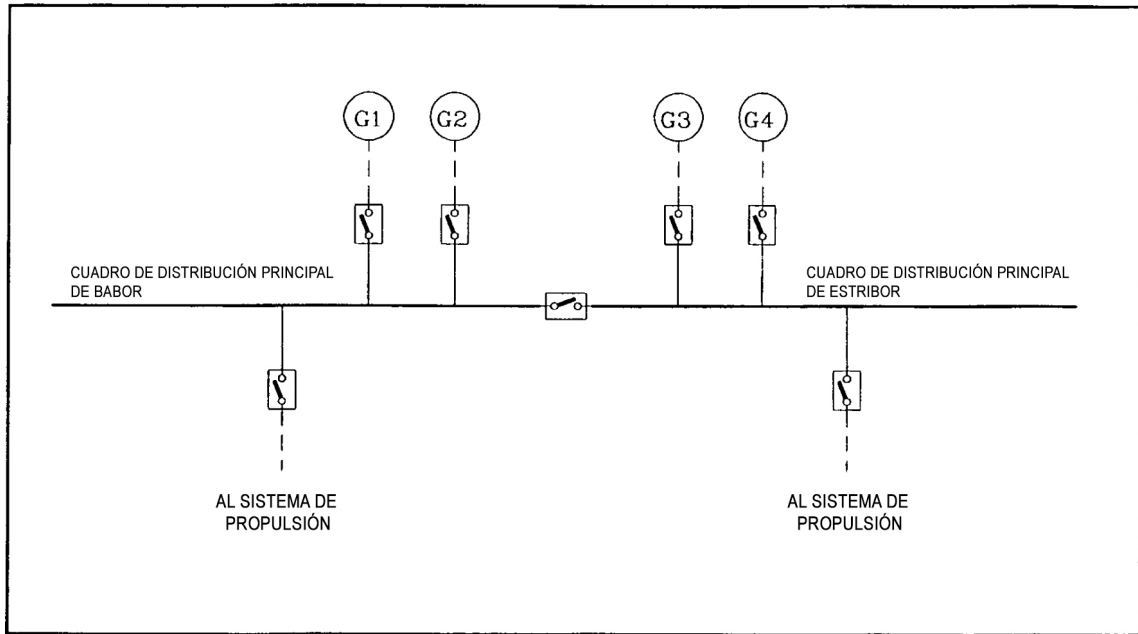 G1
G2
G3
G4
CUADRO DE DISTRIBUCIÓN PRINCIPAL
DE BABOR
CUADRO DE DISTRIBUCIÓN PRINCIPAL
DE ESTRIBOR
AL SISTEMA DE
PROPULSIÓN
AL SISTEMA DE
PROPULSIÓN